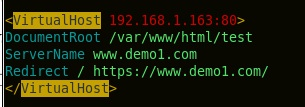 <VirtualHost 192.168.1.163:80>
DocumentRoot /var/www/html/test
ServerName www.demo1.com
Redirect / https://www.demo1.com/
</VirtualHost>